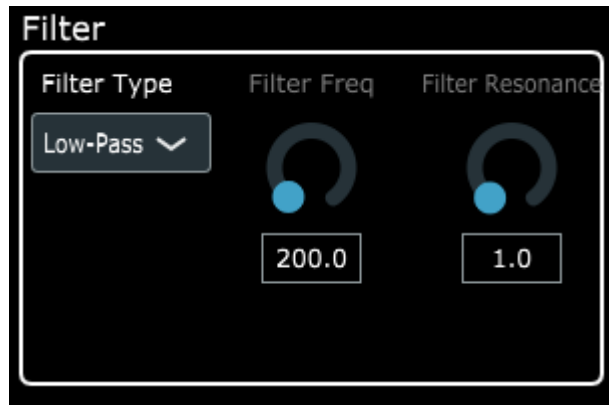 Filter
Filter Type
Filter Freq
Filter Resonance
Low-Pass
200.0
1.0